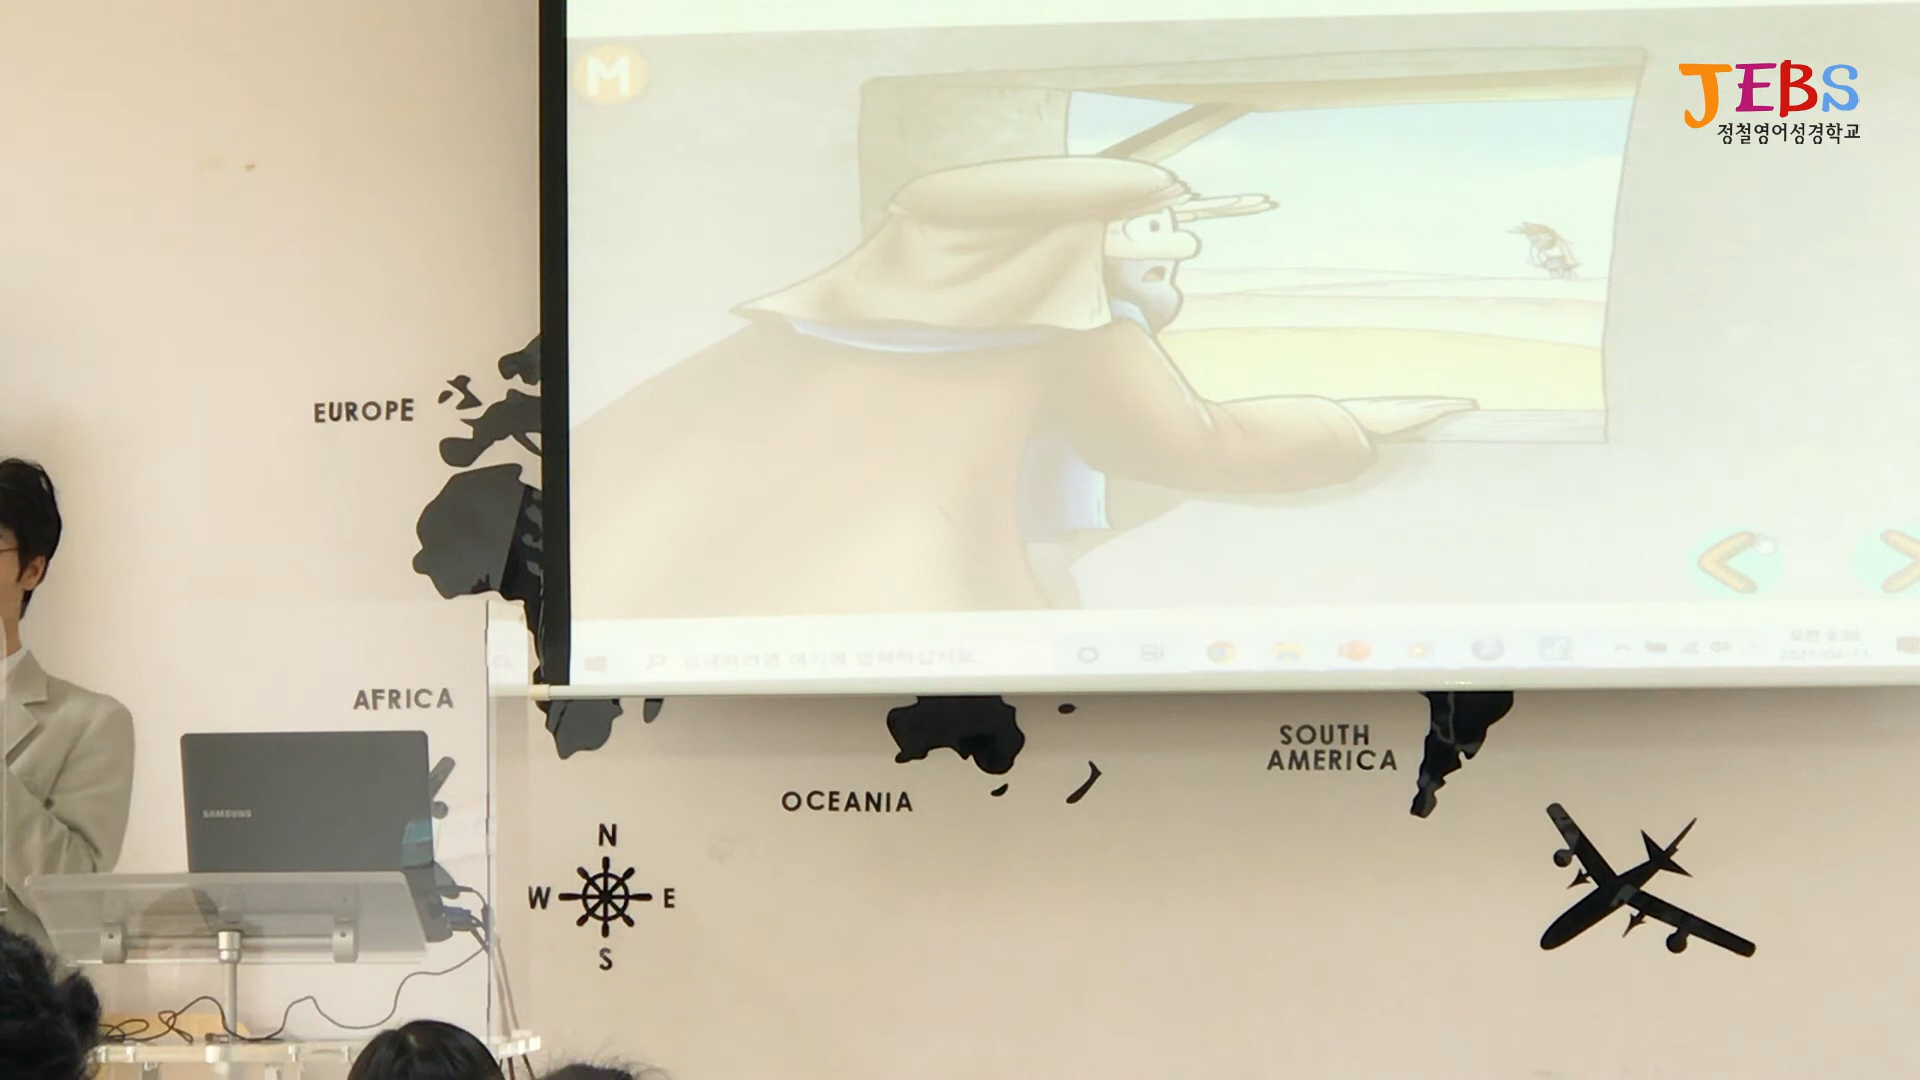 M
JEBS
정철영어성경학교
EUROPE
AFRICA
SAMSUNG
OCEANIA
SOUTH
AMERICA
N
W E
S